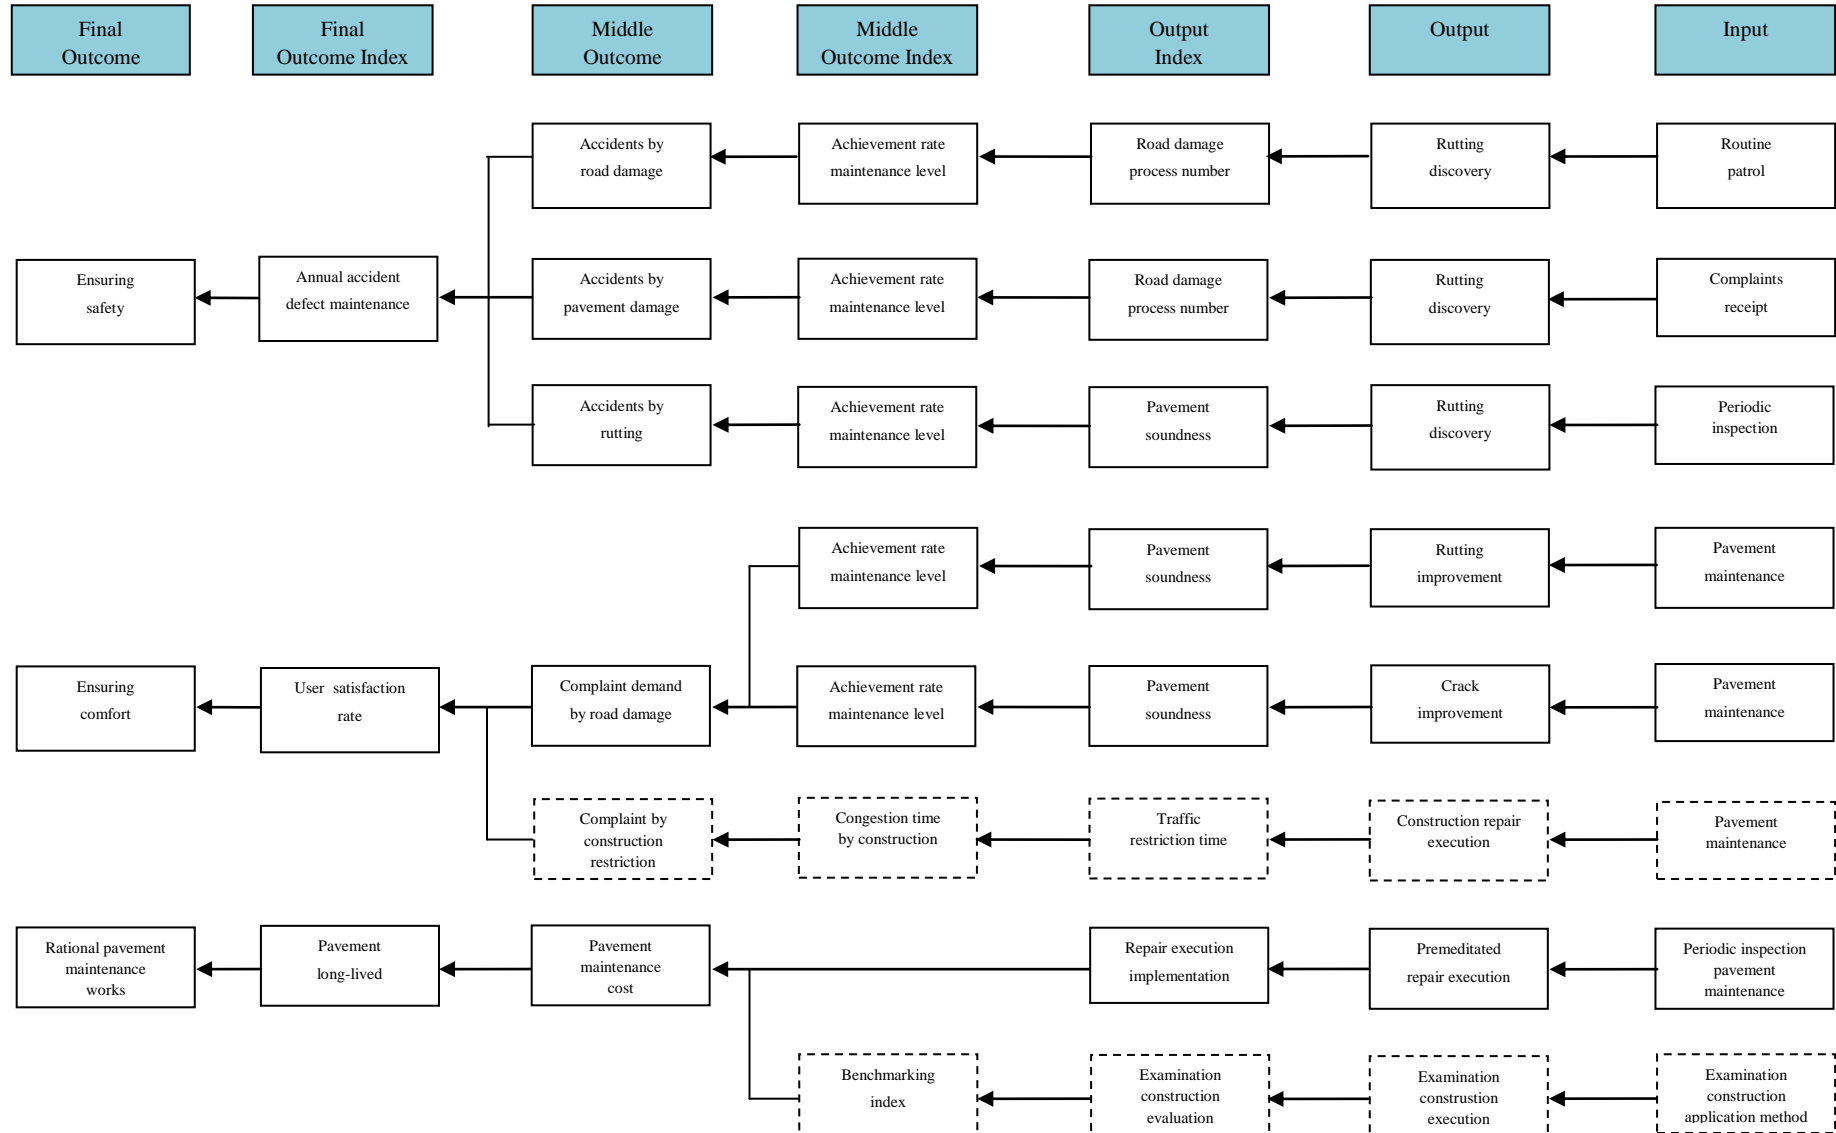 Final
Outcome
Final
Outcome Index
Middle
Outcome
Middle
Outcome Index
Output
Index
Output
Input
Accidents by
road damage
Achievement rate
maintenance level
Road damage
process number
Rutting
discovery
Routine
patrol
Ensuring
safety
Annual accident
defect maintenance
Accidents by
pavement damage
Achievement rate
maintenance level
Road damage
process number
Rutting
discovery
Complaints
receipt
Accidents by
rutting
Achievement rate
maintenance level
Pavement
soundness
Rutting
discovery
Periodic
inspection
Achievement rate
maintenance level
Pavement
soundness
Rutting
improvement
Pavement
maintenance
Ensuring
comfort
User satisfaction
rate
Complaint demand
by road damage
Achievement rate
maintenance level
Pavement
soundness
Crack
improvement
Pavement
maintenance
Complaint by
construction
restriction
Congestion time
by construction
Traffic
restriction time
Construction repair
execution
Pavement
maintenance
Rational pavement
maintenance
works
Pavement
long-lived
Pavement
maintenance
cost
Repair execution
implementation
Premeditated
repair execution
Periodic inspection
pavement
maintenance
Benchmarking
index
Examination
construction
evaluation
Examination
construstion
execution
Examination
construction
application method